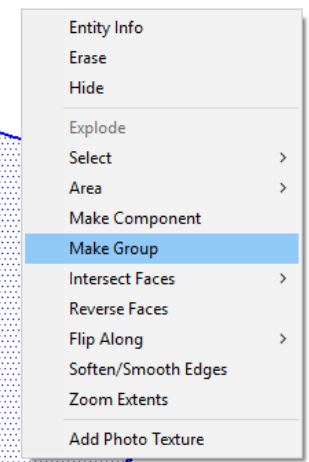 Entity Info
Erase
Hide
Explode
Select
Area
Make Component
Make Group
Intersect Faces
Reverse Faces
Flip Along
Soften/Smooth Edges
Zoom Extents
Add Photo Texture